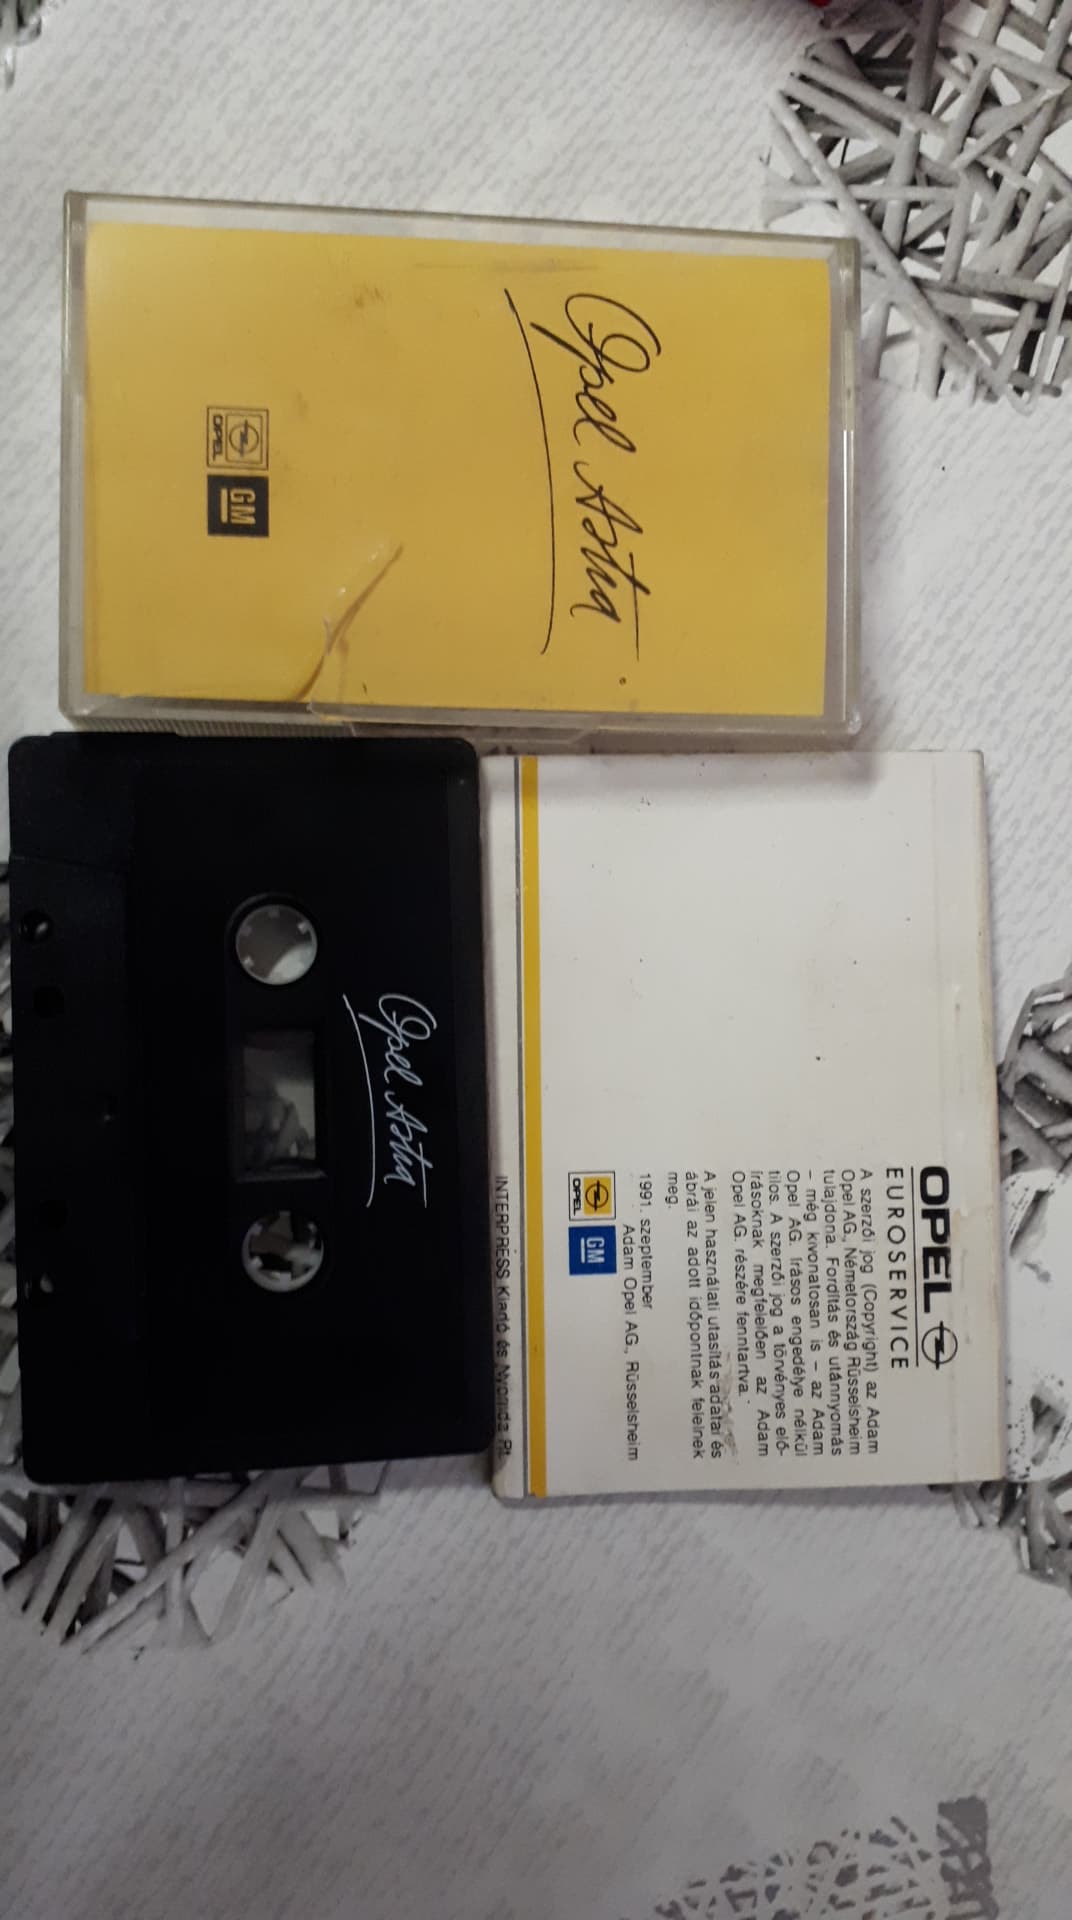 Opel Astra
OPEL
GM
OPEL
EUROSERVICE
A szerzői jog (Copyright) az Adam
Opel AG., Németország Rüsselsheim
tulajdona. Fordítás és utánnyomás
– még kivonatosan is – az Adam
Opel AG. írásos engedélye nélkül
tilos. A szerzői jog a törvényes elő-
írásoknak megfelelően az Adam
Opel AG. részére fenntartva.
A jelen használati utasítás adatai és
ábrái az adott időpontnak felelnek
meg.
1991. szeptember
Adam Opel AG., Rüsselsheim
OPEL
GM
INTERPRESS Kiadó és Nyomda Rt.
Opel Astra